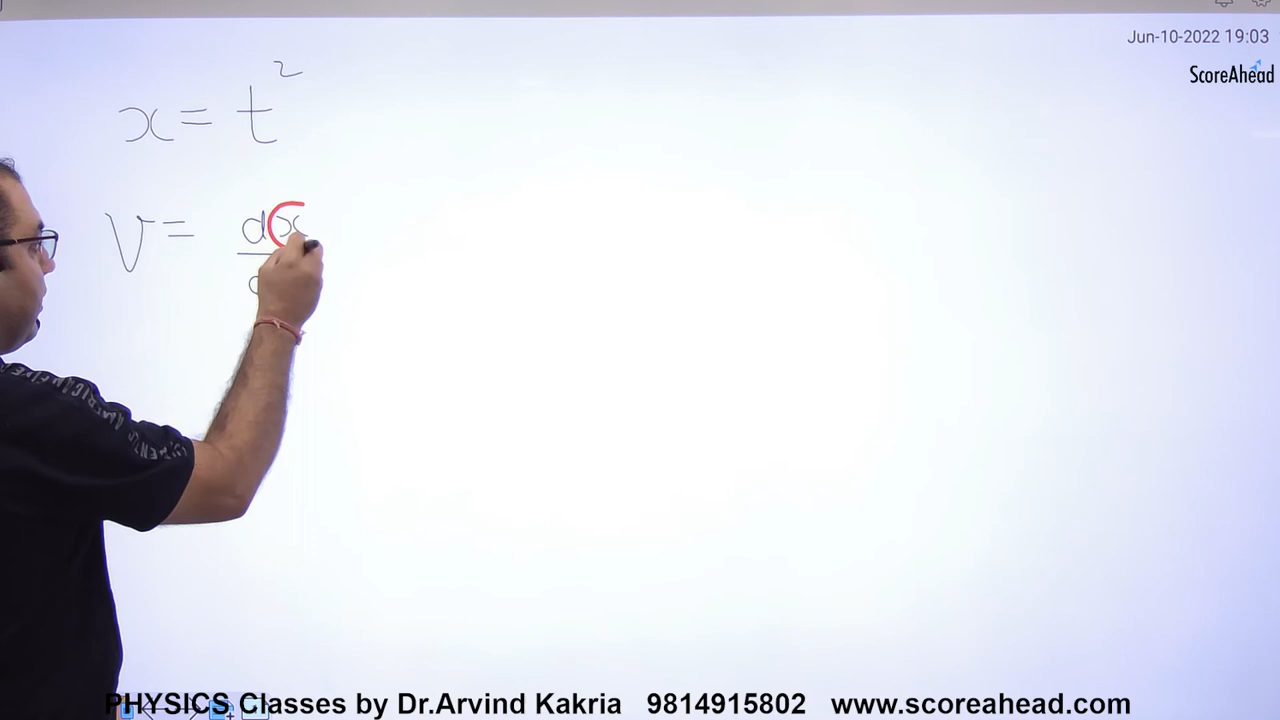 Jun-10-2022 19:03
ScoreAhead
x = t²
V = dx
PHYSICS Classes by Dr.Arvind Kakria 9814915802 www.scoreahead.com